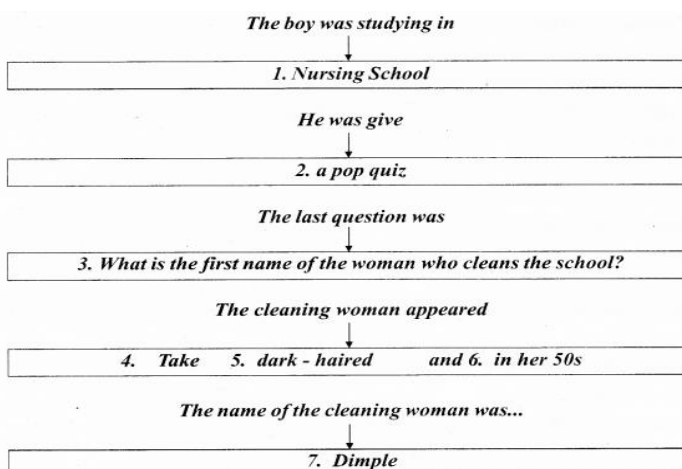 The boy was studying in
1. Nursing School
He was give
2. a pop quiz
The last question was
3. What is the first name of the woman who cleans the school?
The cleaning woman appeared
4. Take 5. dark - haired and 6. in her 50s
The name of the cleaning woman was...
7. Dimple